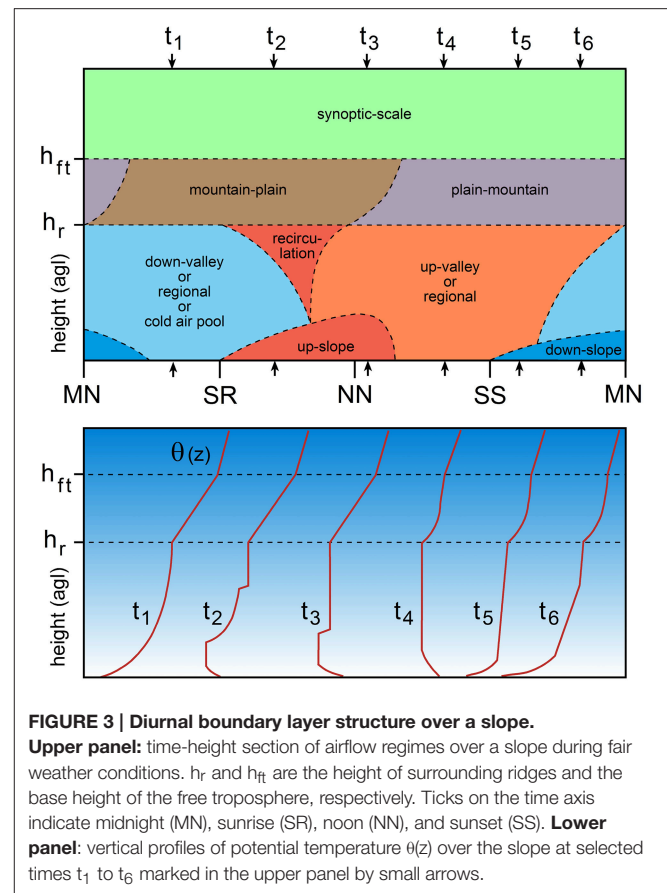 t1 t2 t3 t4 t5 t6
synoptic-scale
hft
mountain-plain plain-mountain
hr
recircu-
lation
down-valley
or
regional
or
cold air pool
up-valley
or
regional
height (agl)
up-slope
down-slope
MN SR NN SS MN
θ(z)
hft
hr
height (agl)
t1 t2 t3 t4 t5 t6
FIGURE 3 | Diurnal boundary layer structure over a slope.
Upper panel: time-height section of airflow regimes over a slope during fair
weather conditions. hr and hft are the height of surrounding ridges and the
base height of the free troposphere, respectively. Ticks on the time axis
indicate midnight (MN), sunrise (SR), noon (NN), and sunset (SS). Lower
panel: vertical profiles of potential temperature θ(z) over the slope at selected
times t1 to t6 marked in the upper panel by small arrows.